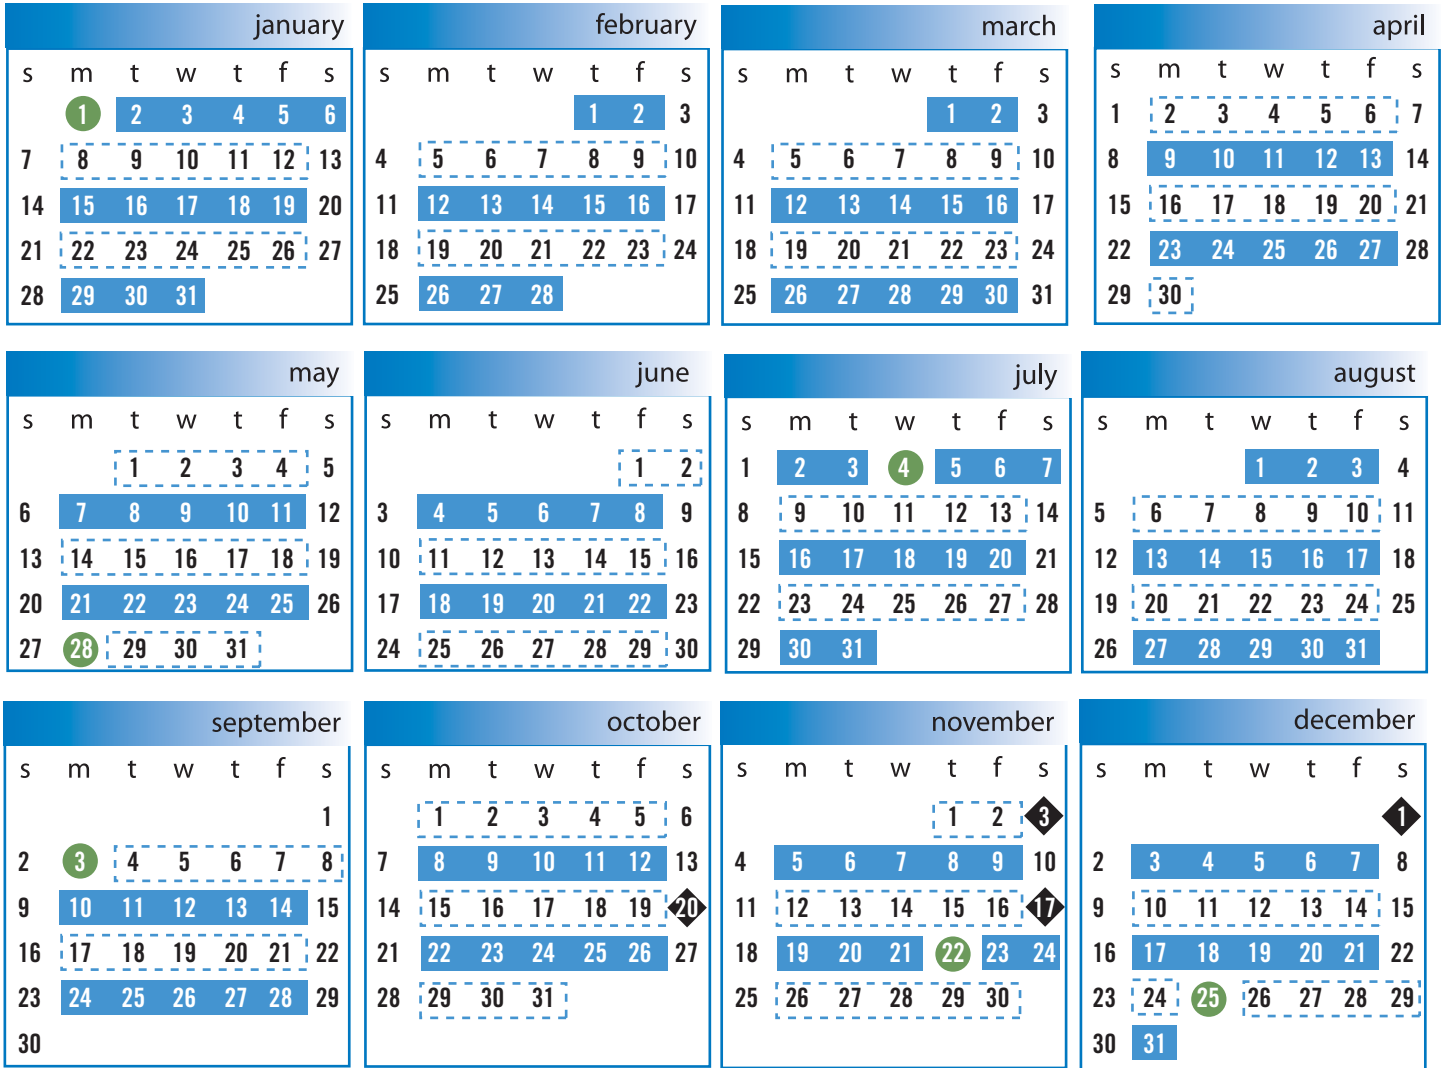 january
s m t w t f s
1 2 3 4 5 6
7 8 9 10 11 12 13
14 15 16 17 18 19 20
21 22 23 24 25 26 27
28 29 30 31
february
s m t w t f s
1 2 3
4 5 6 7 8 9 10
11 12 13 14 15 16 17
18 19 20 21 22 23 24
25 26 27 28
march
s m t w t f s
1 2 3
4 5 6 7 8 9 10
11 12 13 14 15 16 17
18 19 20 21 22 23 24
25 26 27 28 29 30 31
april
s m t w t f s
1 2 3 4 5 6 7
8 9 10 11 12 13 14
15 16 17 18 19 20 21
22 23 24 25 26 27 28
29 30
may
s m t w t f s
1 2 3 4 5
6 7 8 9 10 11 12
13 14 15 16 17 18 19
20 21 22 23 24 25 26
27 28 29 30 31
june
s m t w t f s
1 2
3 4 5 6 7 8 9
10 11 12 13 14 15 16
17 18 19 20 21 22 23
24 25 26 27 28 29 30
july
s m t w t f s
1 2 3 4 5 6 7
8 9 10 11 12 13 14
15 16 17 18 19 20 21
22 23 24 25 26 27 28
29 30 31
august
s m t w t f s
1 2 3 4
5 6 7 8 9 10 11
12 13 14 15 16 17 18
19 20 21 22 23 24 25
26 27 28 29 30 31
september
s m t w t f s
1
2 3 4 5 6 7 8
9 10 11 12 13 14 15
16 17 18 19 20 21 22
23 24 25 26 27 28 29
30
october
s m t w t f s
1 2 3 4 5 6
7 8 9 10 11 12 13
14 15 16 17 18 19 20
21 22 23 24 25 26 27
28 29 30 31
november
s m t w t f s
1 2 3
4 5 6 7 8 9 10
11 12 13 14 15 16 17
18 19 20 21 22 23 24
25 26 27 28 29 30
december
s m t w t f s
1
2 3 4 5 6 7 8
9 10 11 12 13 14 15
16 17 18 19 20 21 22
23 24 25 26 27 28 29
30 31